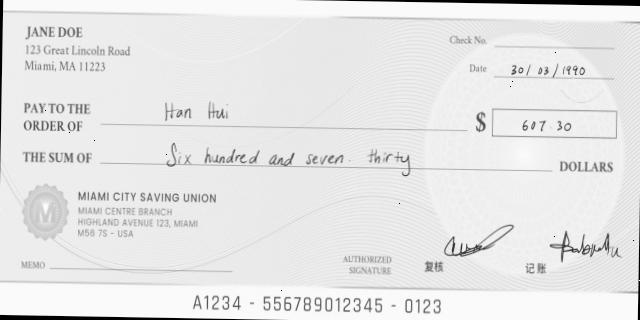 JANE DOE
123 Great Lincoln Road
Miami, MA 11223
Check No.
Date 30/03/1990
PAY TO THE
ORDER OF Han Hui
$ 607.30
THE SUM OF Six hundred and seven. thirty DOLLARS
MIAMI CITY SAVING UNION
MIAMI CENTRE BRANCH
HIGHLAND AVENUE 123, MIAMI
M56 7S - USA
M
MEMO
AUTHORIZED
SIGNATURE
复核
记账
A1234 - 556789012345 - 0123